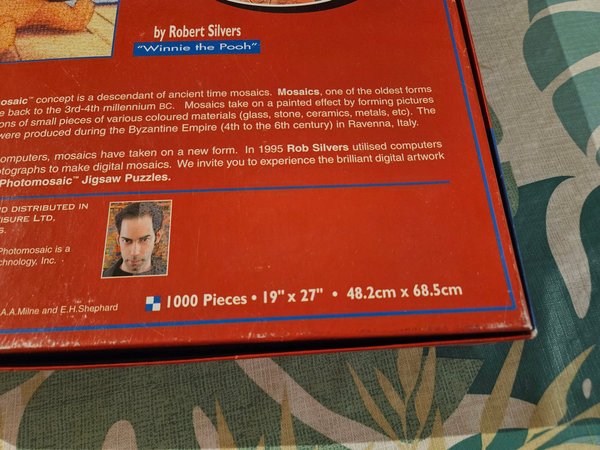 by Robert Silvers
"Winnie the Pooh"
osaic™ concept is a descendant of ancient time mosaics. Mosaics, one of the oldest forms
e back to the 3rd-4th millennium BC. Mosaics take on a painted effect by forming pictures
ons of small pieces of various coloured materials (glass, stone, ceramics, metals, etc). The
were produced during the Byzantine Empire (4th to the 6th century) in Ravenna, Italy.
omputers, mosaics have taken on a new form. In 1995 Rob Silvers utilised computers
otographs to make digital mosaics. We invite you to experience the brilliant digital artwork
Photomosaic™ Jigsaw Puzzles.
D DISTRIBUTED IN
ISURE LTD,
S.
Photomosaic is a
chnology, Inc.
A.A.Milne and E.H.Shephard
1000 Pieces • 19" x 27" • 48.2cm x 68.5cm